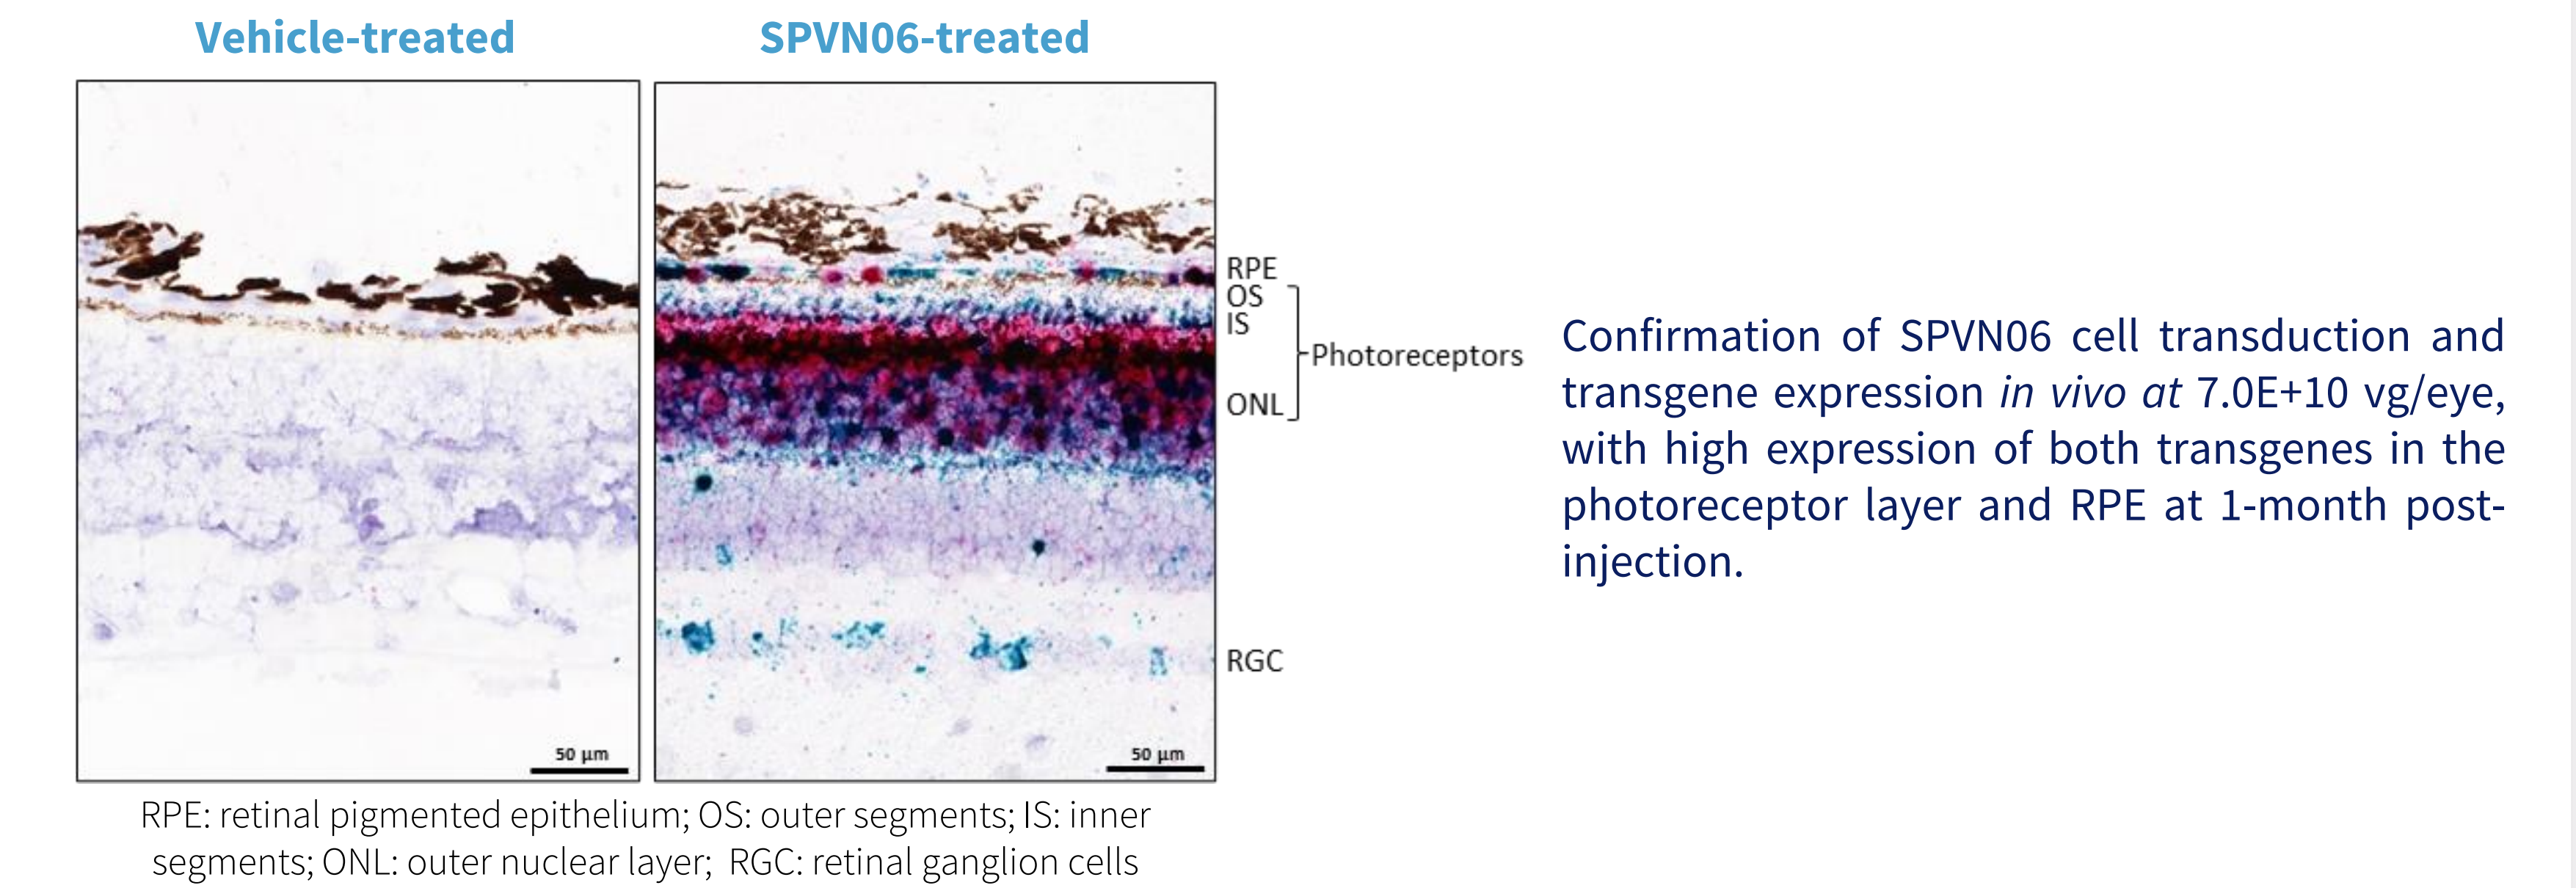 Vehicle-treated
SPVN06-treated
50 µm
50 µm
RPE
OS
IS
Photoreceptors
ONL
RGC
RPE: retinal pigmented epithelium; OS: outer segments; IS: inner
segments; ONL: outer nuclear layer; RGC: retinal ganglion cells
Confirmation of SPVN06 cell transduction and
transgene expression in vivo at 7.0E+10 vg/eye,
with high expression of both transgenes in the
photoreceptor layer and RPE at 1-month post-
injection.